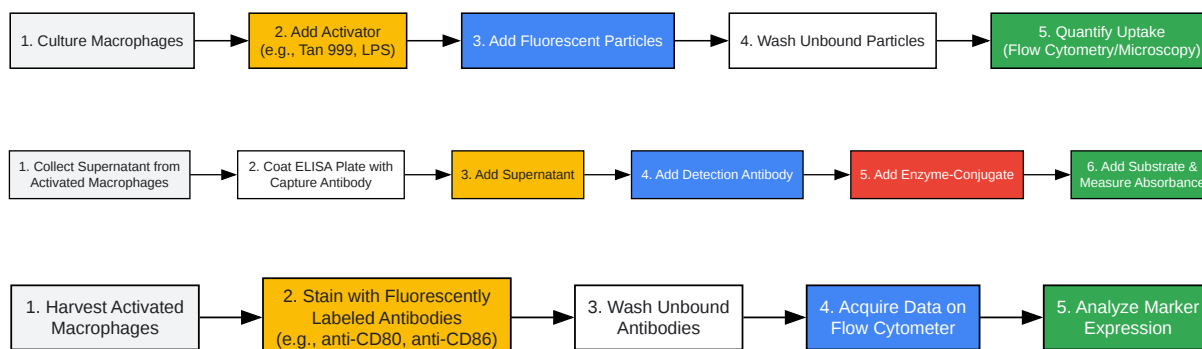 1. Culture Macrophages
2. Add Activator
(e.g., Tan 999, LPS)
3. Add Fluorescent Particles
4. Wash Unbound Particles
5. Quantify Uptake
(Flow Cytometry/Microscopy)
1. Collect Supernatant from
Activated Macrophages
2. Coat ELISA Plate with
Capture Antibody
3. Add Supernatant
4. Add Detection Antibody
5. Add Enzyme-Conjugate
6. Add Substrate &
Measure Absorbance
1. Harvest Activated
Macrophages
2. Stain with Fluorescently
Labeled Antibodies
(e.g., anti-CD80, anti-CD86)
3. Wash Unbound
Antibodies
4. Acquire Data on
Flow Cytometer
5. Analyze Marker
Expression